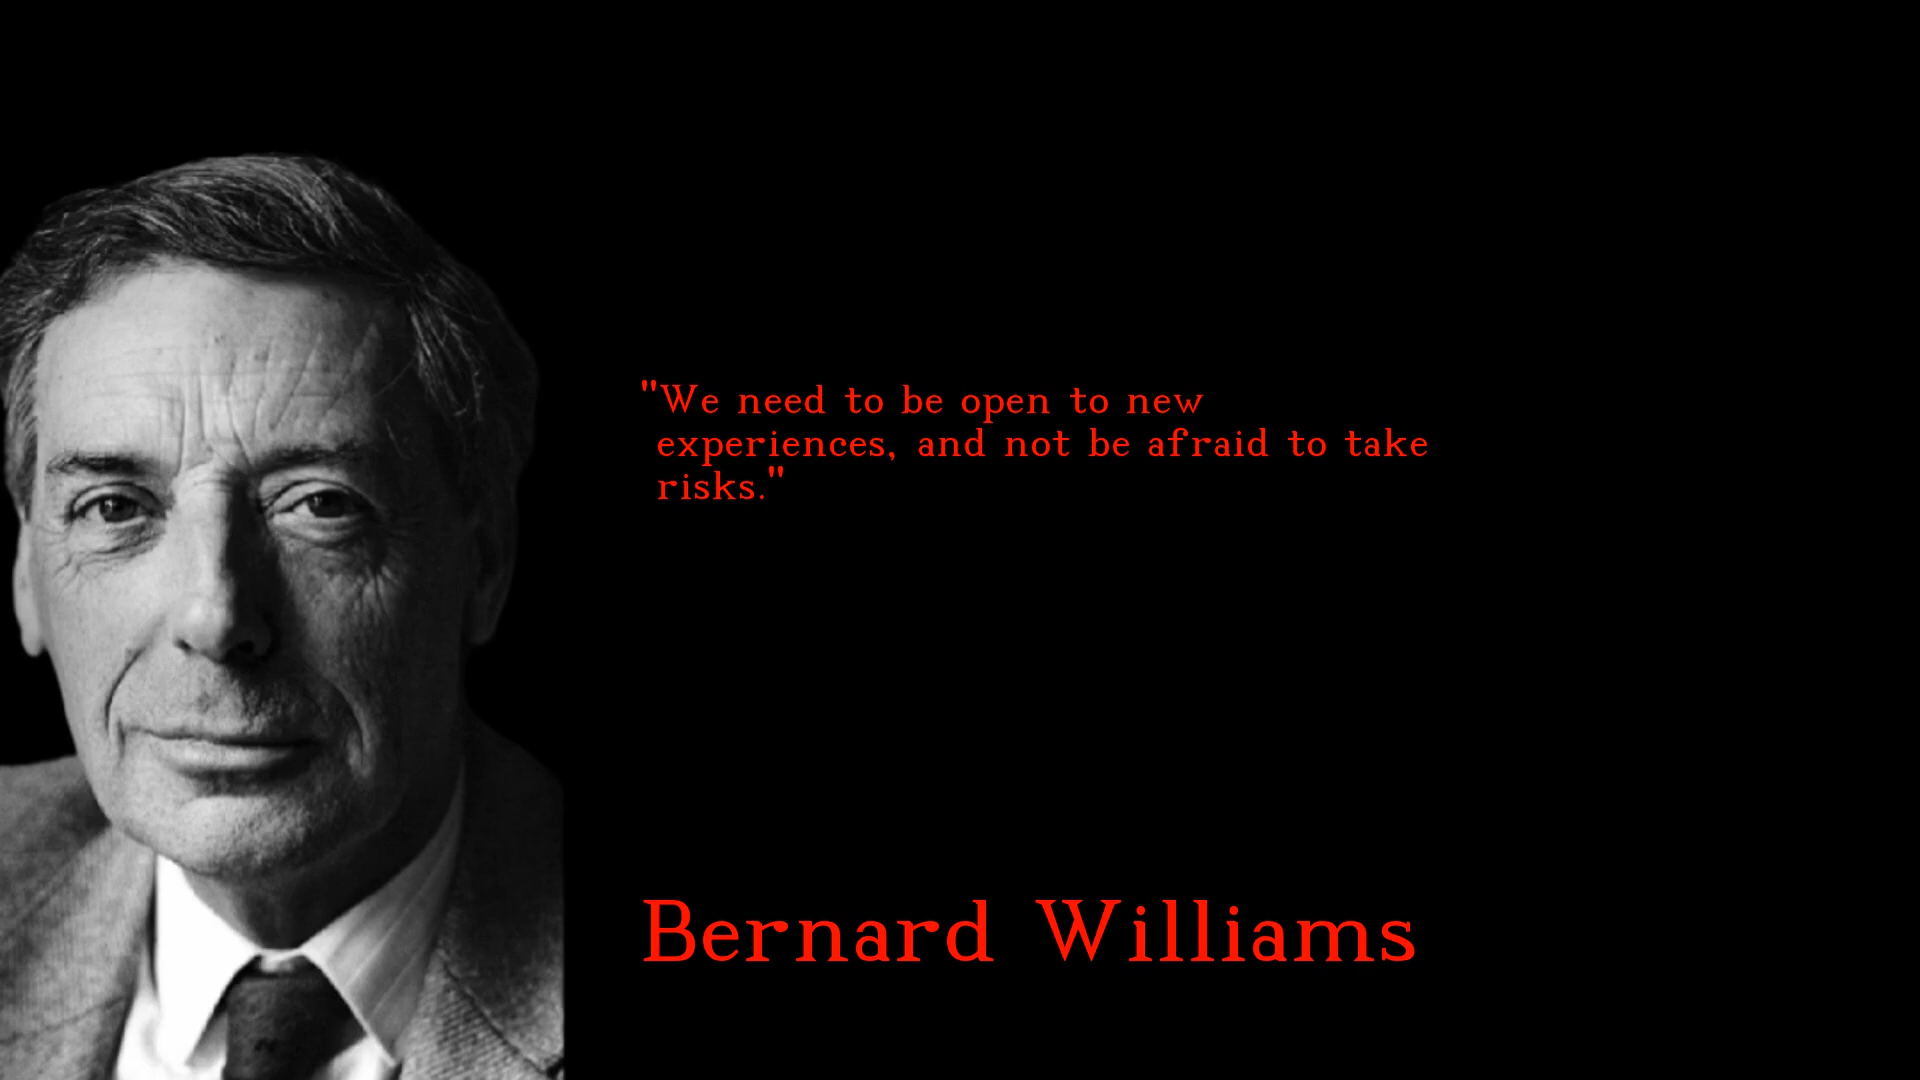 "We need to be open to new
experiences, and not be afraid to take
risks."
Bernard Williams